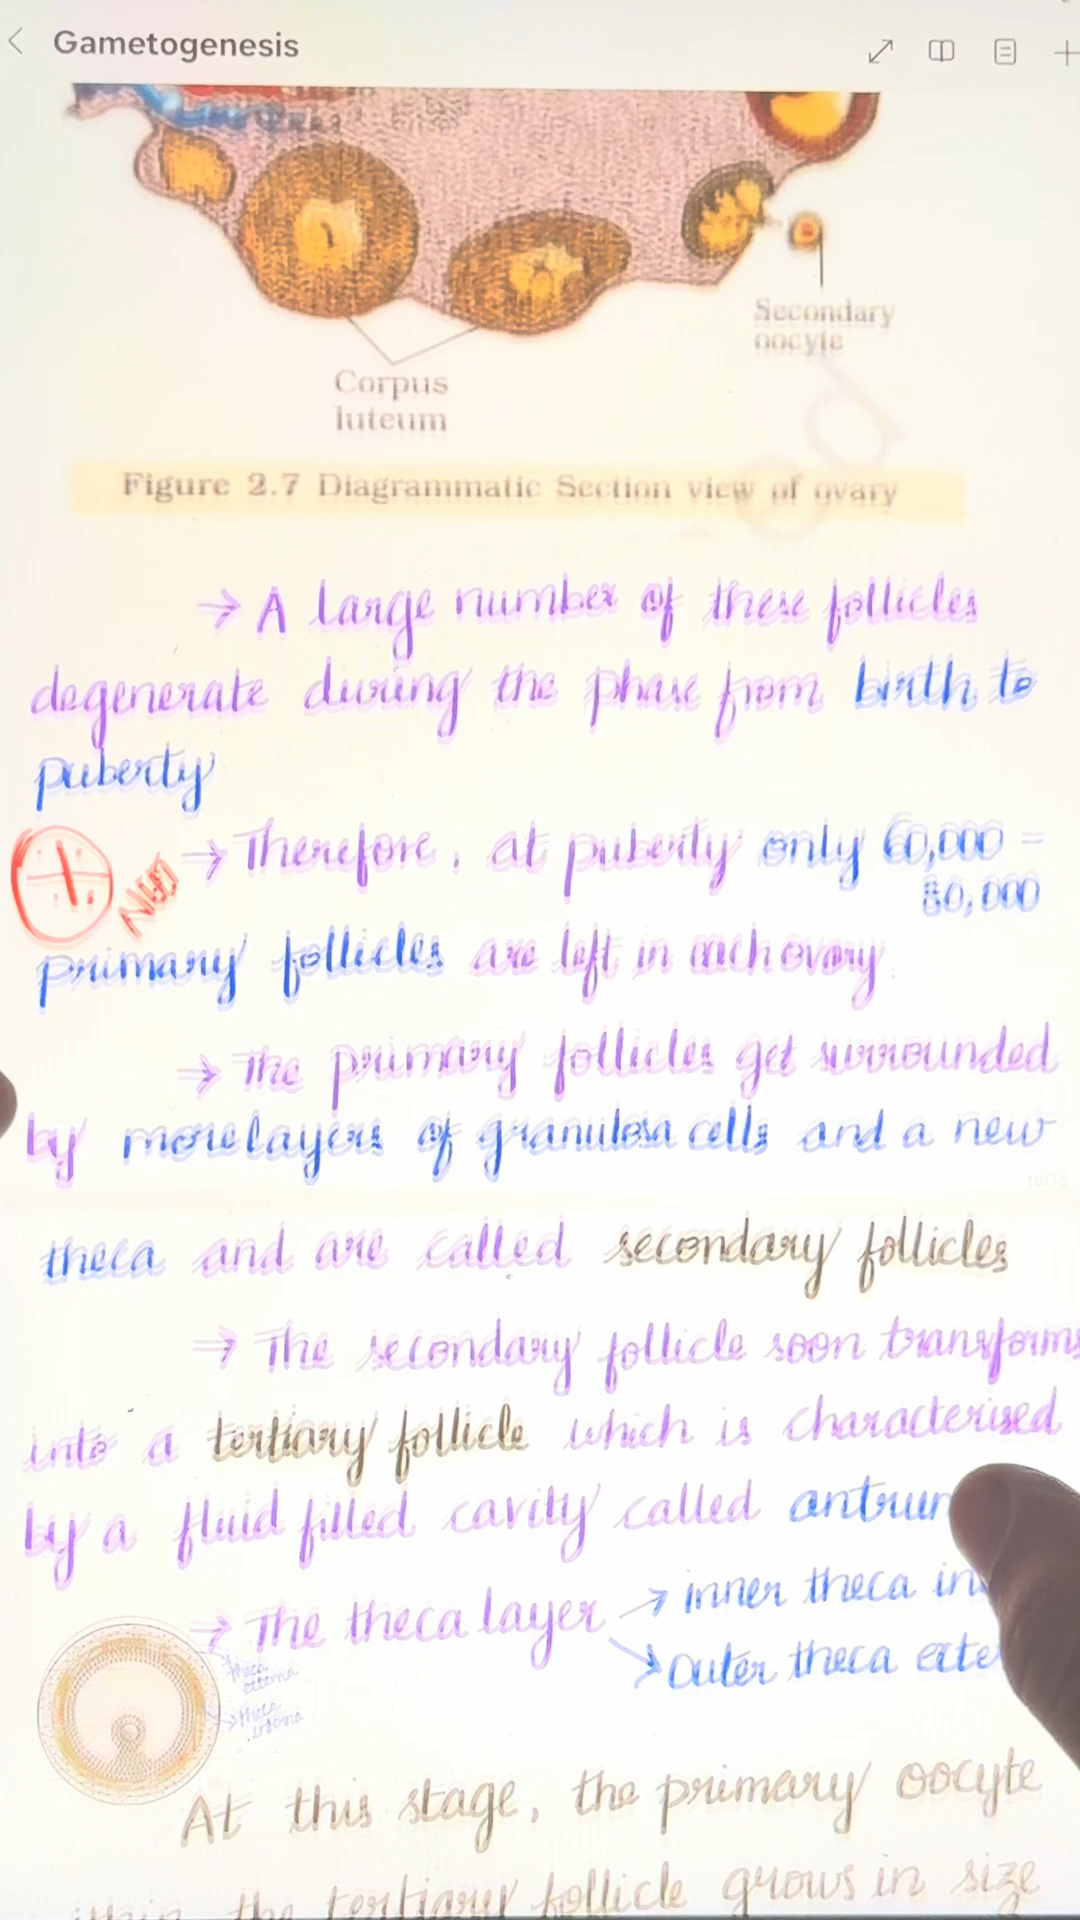 Gametogenesis
Secondary
oocyte
Corpus
luteum
Figure 2.7 Diagrammatic Section view of ovary
→ A large number of these follicles
degenerate during the phase from birth to
puberty
→ Therefore, at puberty only 60,000 -
80,000
primary follicles are left in each ovary
→ The primary follicles get surrounded
by more layers of granulosa cells and a new
theca and are called secondary follicles
→ The secondary follicle soon transforms
into a tertiary follicle which is characterised
by a fluid filled cavity called
→ The theca layer → inner theca
→ outer theca
theca
externa
→ theca
interna
At this stage, the primary oocyte
the tertiary follicle grows in size